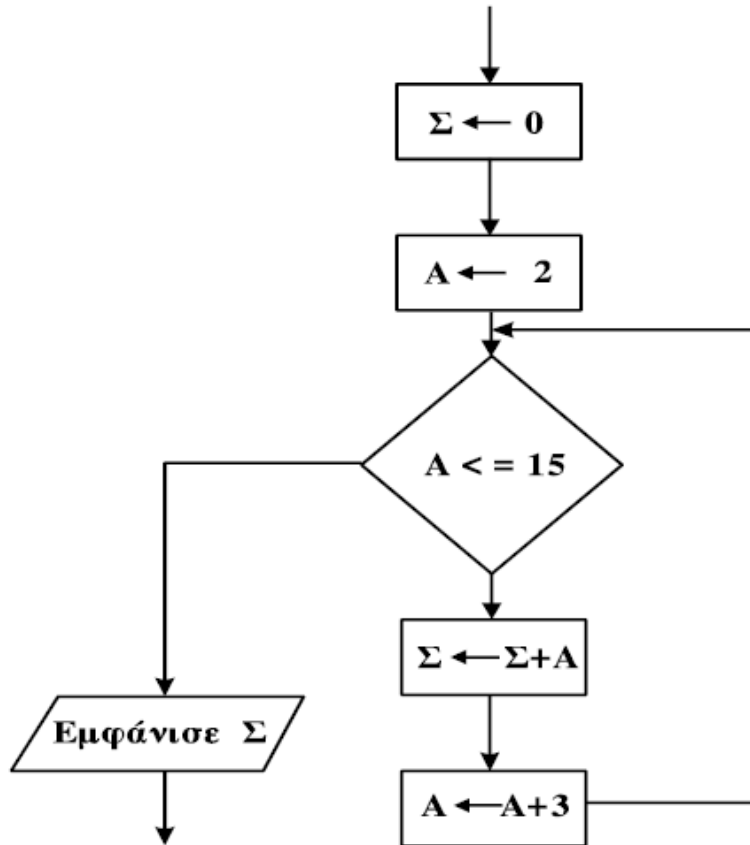 Σ ← 0
Α ← 2
Α < = 15
Σ ← Σ+Α
Εμφάνισε Σ
Α ← Α+3